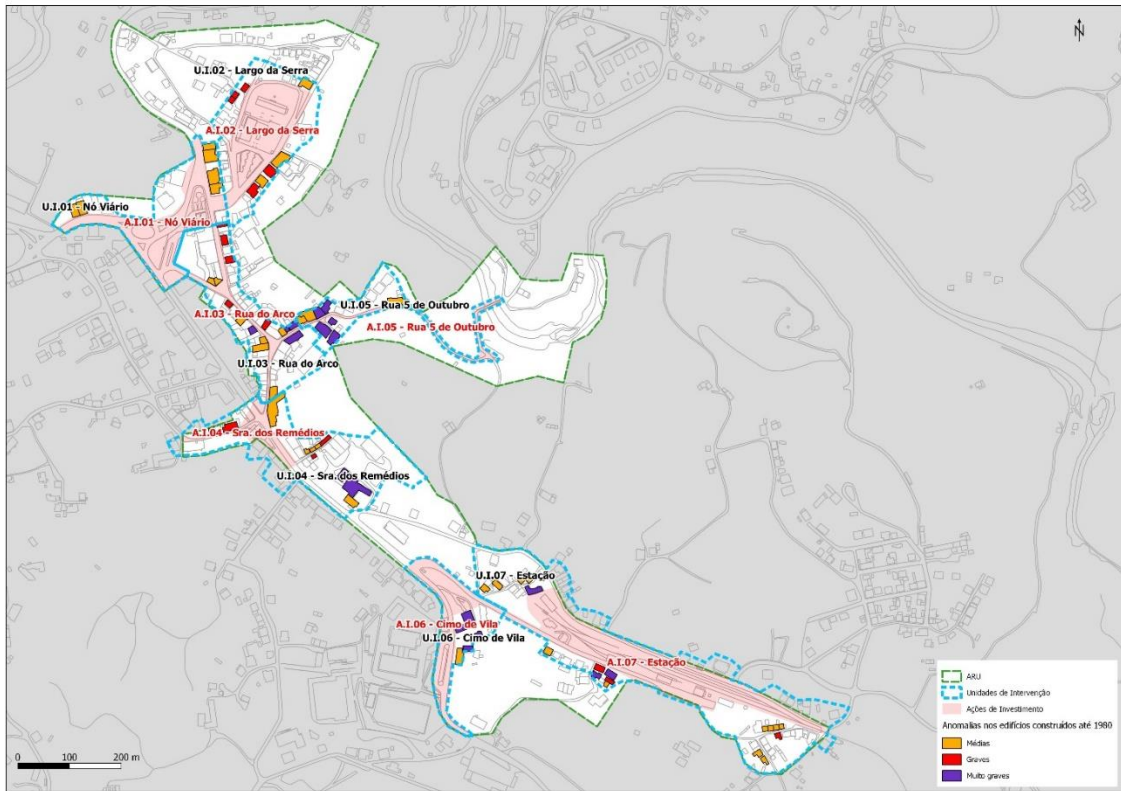 N
U.I.02 - Largo da Serra
A.I.02 - Largo da Serra
U.I.01 - Nó Viário
A.I.01 - Nó Viário
U.I.05 - Rua 5 de Outubro
A.I.03 - Rua do Arco
A.I.05 - Rua 5 de Outubro
U.I.03 - Rua do Arco
A.I.04 - Sra. dos Remédios
U.I.04 - Sra. dos Remédios
U.I.07 - Estação
A.I.06 - Cimo de Vila
U.I.06 - Cimo de Vila
A.I.07 - Estação
ARU
Unidades de Intervenção
Ações de Investimento
Anomalias nos edifícios construídos até 1980
Médias
Graves
Muito graves
0 100 200 m